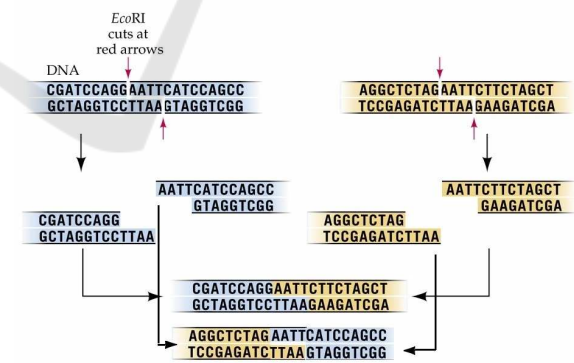 EcoRI
cuts at
red arrows
DNA
CGATCCAGGAATTCATCCAGCC
GCTAGGTCCTTAAGTAGGTCGG
AGGCTCTAGAATTCTTCTAGCT
TCCGAGATCTTAAGAAGATCGA
AATTCATCCAGCC
GTAGGTCGG
CGATCCAGG
GCTAGGTCCTTAA
AATTCTTCTAGCT
GAAGATCGA
AGGCTCTAG
TCCGAGATCTTAA
CGATCCAGGAATTCTTCTAGCT
GCTAGGTCCTTAAGAAGATCGA
AGGCTCTAGAATTCATCCAGCC
TCCGAGATCTTAAGTAGGTCGG